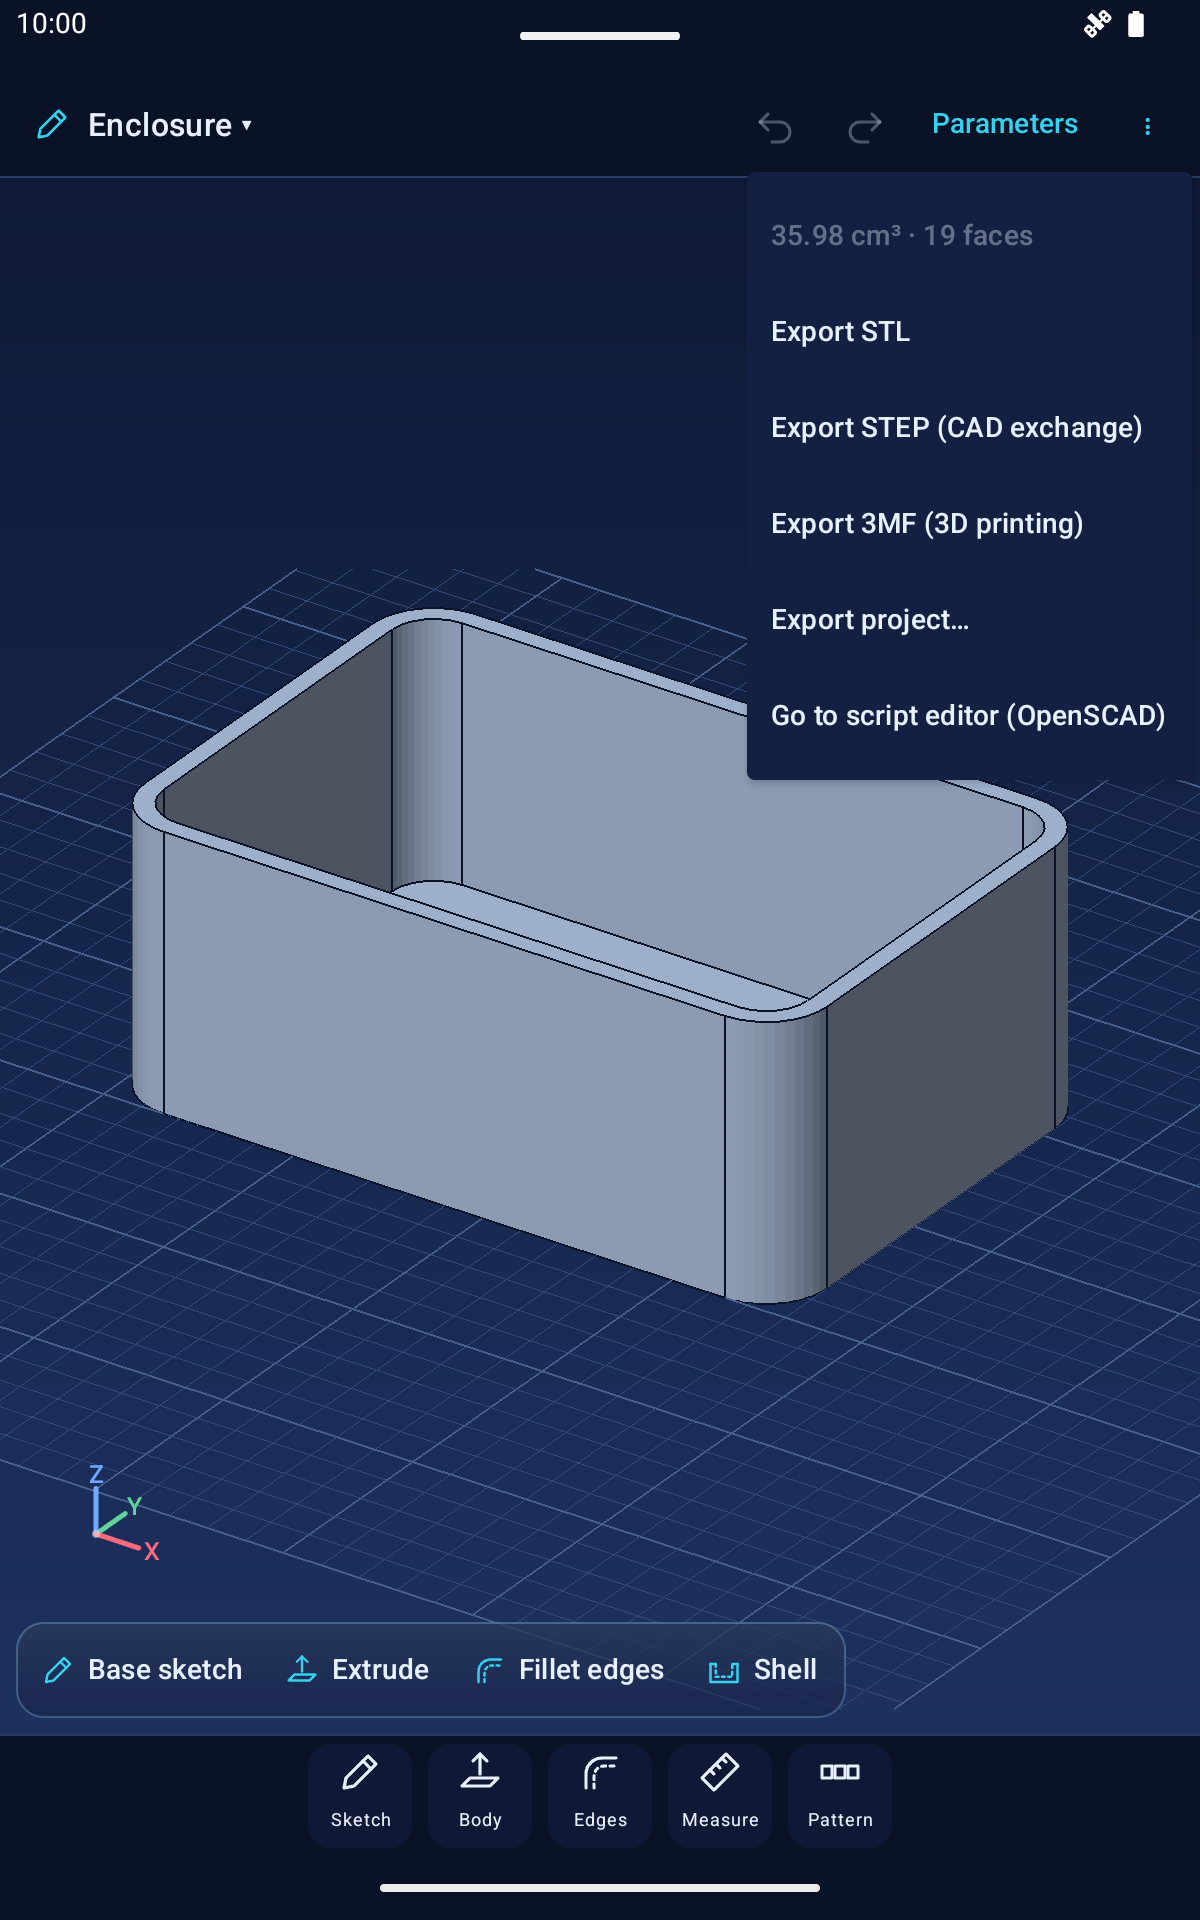 10:00
Enclosure ▾
Parameters
35.98 cm³ · 19 faces
Export STL
Export STEP (CAD exchange)
Export 3MF (3D printing)
Export project…
Go to script editor (OpenSCAD)
Z
Y
X
Base sketch
Extrude
Fillet edges
Shell
Sketch
Body
Edges
Measure
Pattern